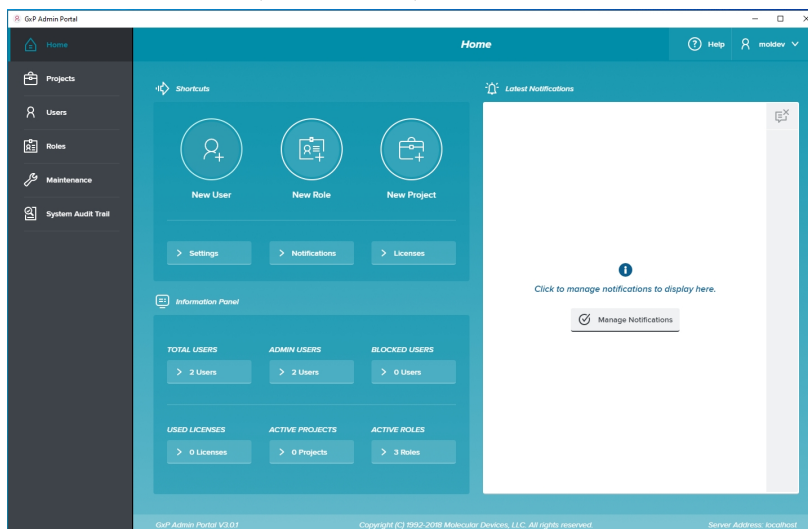 GxP Admin Portal
Home
Home
Help
moldev
Projects
Users
Roles
Maintenance
System Audit Trail
Shortcuts
New User
New Role
New Project
> Settings
> Notifications
> Licenses
Information Panel
TOTAL USERS
ADMIN USERS
BLOCKED USERS
> 2 Users
> 2 Users
> 0 Users
USED LICENSES
ACTIVE PROJECTS
ACTIVE ROLES
> 0 Licenses
> 0 Projects
> 3 Roles
Latest Notifications
Click to manage notifications to display here.
Manage Notifications
GxP Admin Portal V3.0.1
Copyright (C) 1992-2018 Molecular Devices, LLC. All rights reserved.
Server Address: localhost